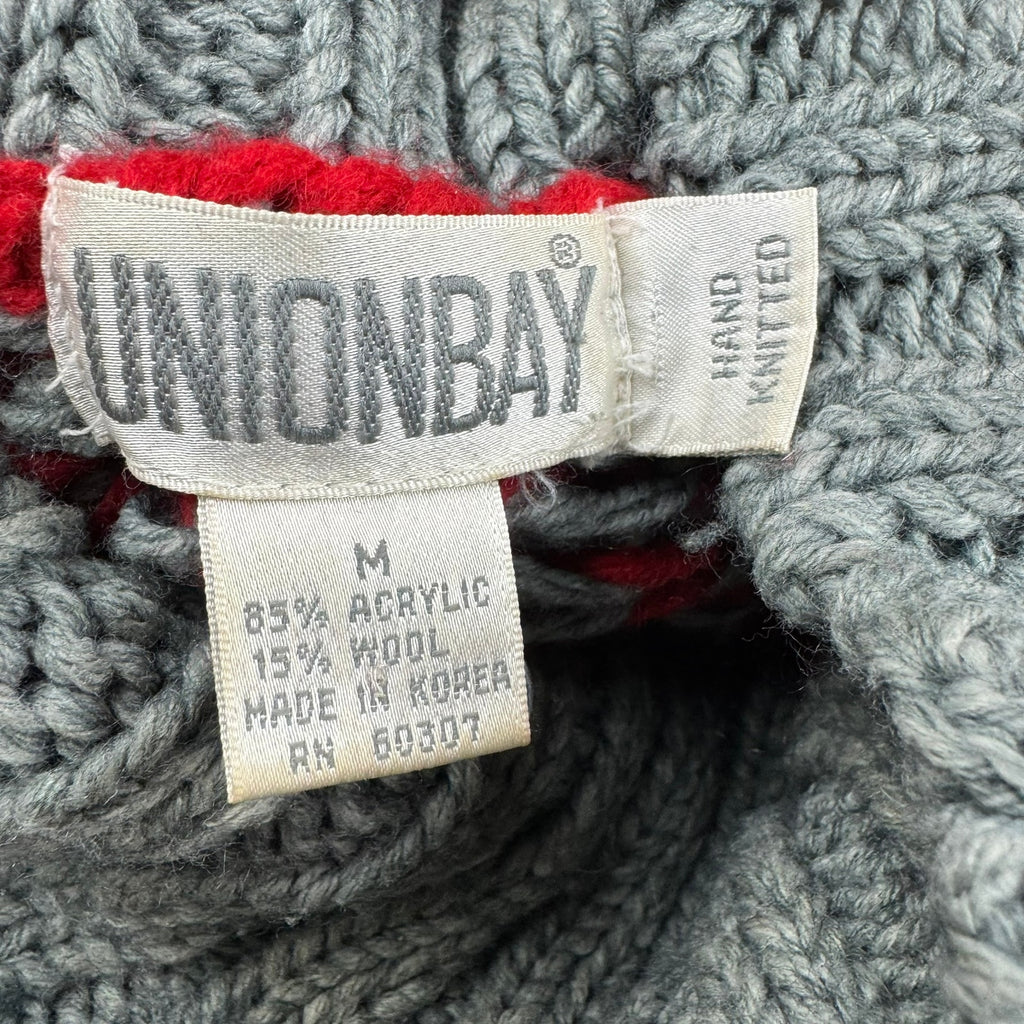 UNIONBAY®
HAND
KNITTED
M
85% ACRYLIC
15% WOOL
MADE IN KOREA
RN 60307